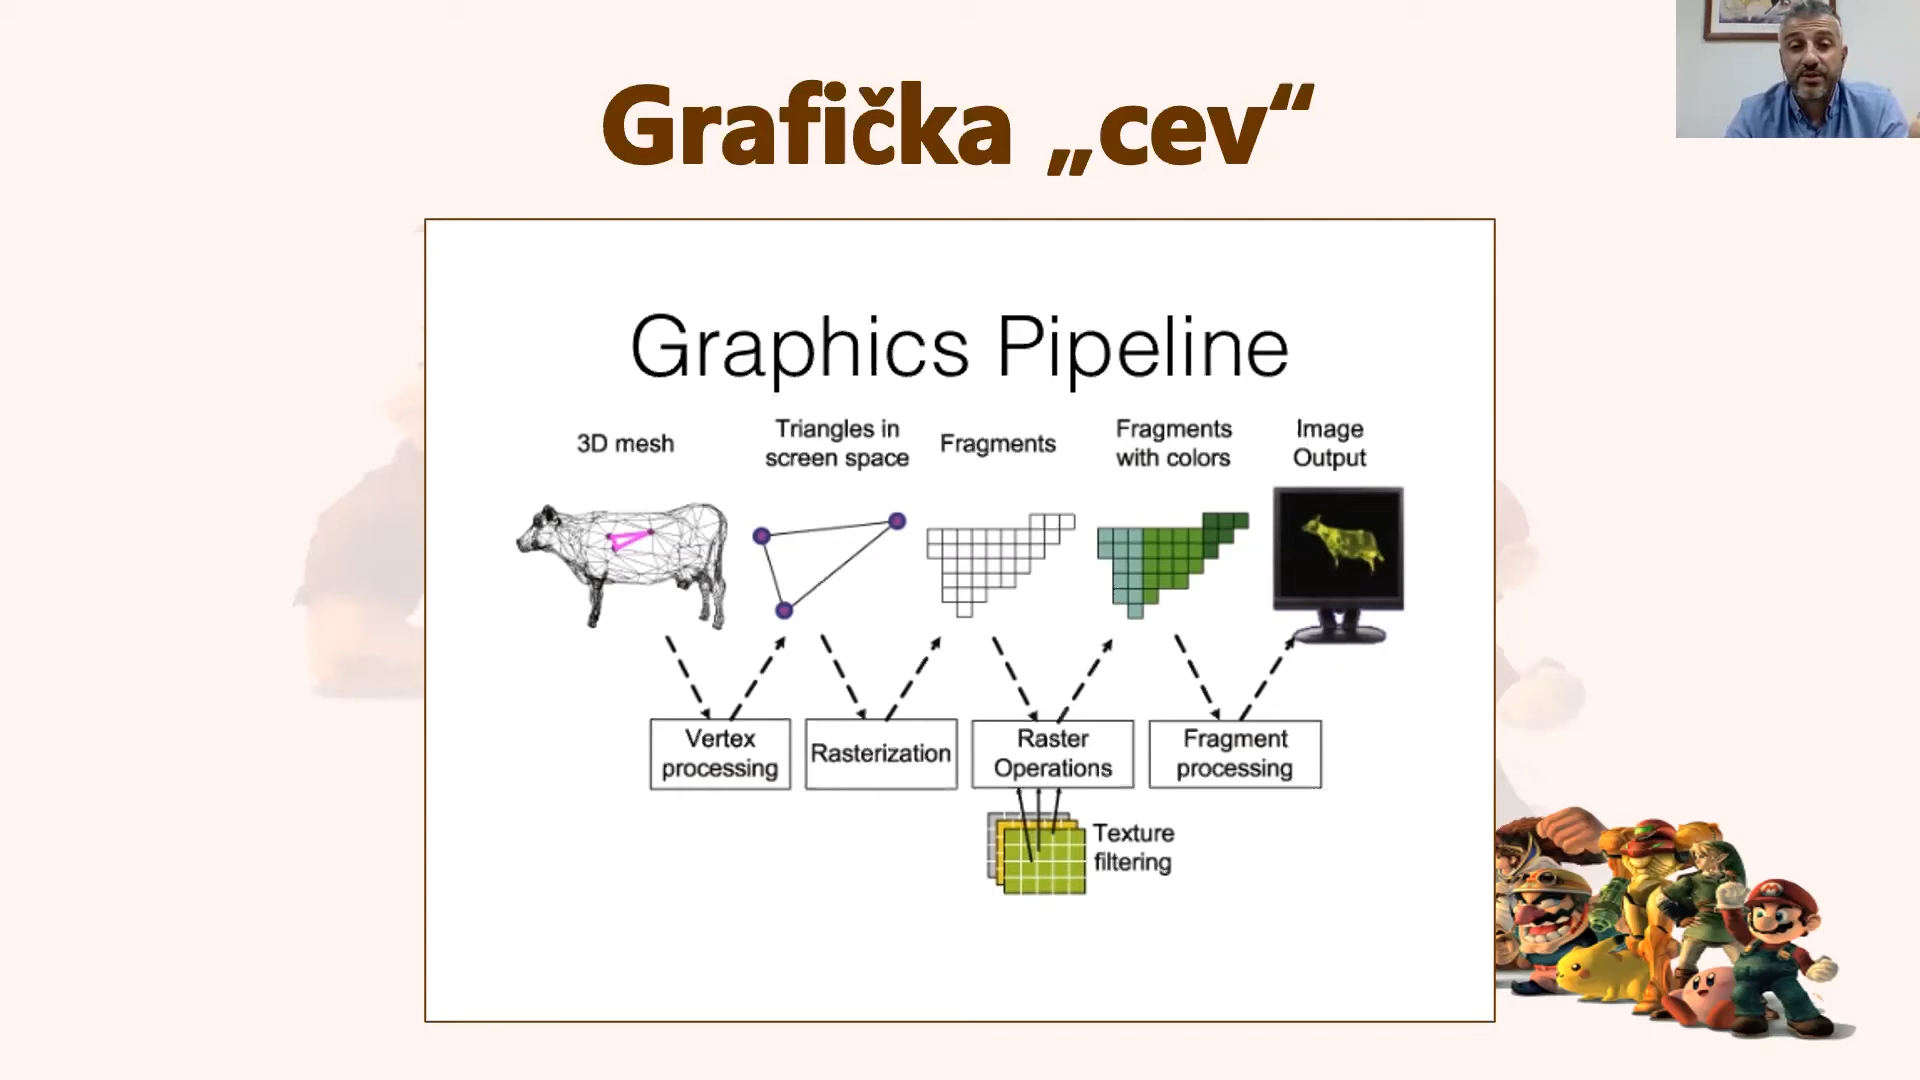 Grafička „cev“
Graphics Pipeline
3D mesh
Triangles in
screen space
Fragments
Fragments
with colors
Image
Output
Vertex
processing
Rasterization
Raster
Operations
Fragment
processing
Texture
filtering